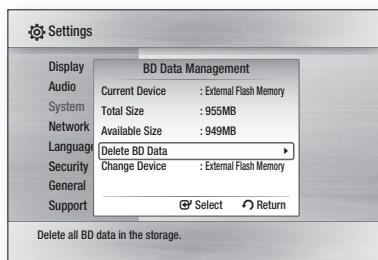 Settings
Display
Audio
System
Network
Language
Security
General
Support
BD Data Management
Current Device : External Flash Memory
Total Size : 955MB
Available Size : 949MB
Delete BD Data
Change Device : External Flash Memory
Select Return
Delete all BD data in the storage.